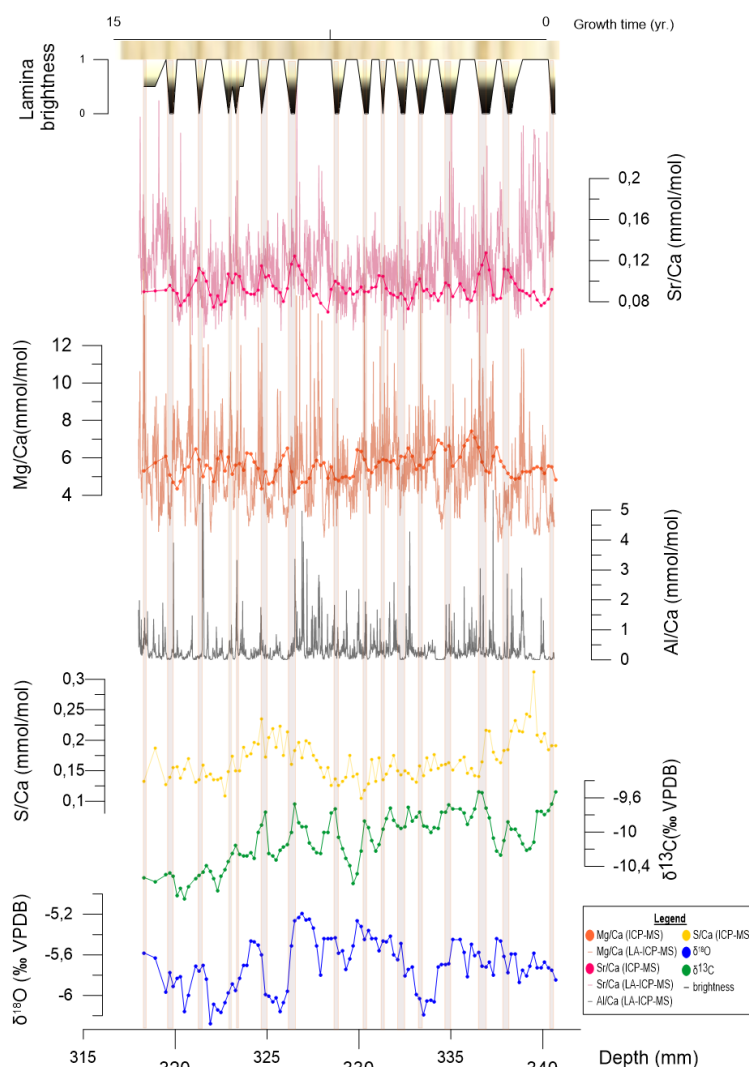 15
0
Growth time (yr.)
Lamina
brightness
1
0
1
0,2
0,16
0,12
0,08
Sr/Ca (mmol/mol)
12
10
8
6
4
Mg/Ca(mmol/mol)
5
4
3
2
1
0
Al/Ca (mmol/mol)
0,3
0,25
0,2
0,15
0,1
S/Ca (mmol/mol)
-9,6
-10
-10,4
δ13C(‰ VPDB)
-5,2
-5,6
-6
δ18O (‰ VPDB)
Legend
Mg/Ca (ICP-MS)
Mg/Ca (LA-ICP-MS)
Sr/Ca (ICP-MS)
Sr/Ca (LA-ICP-MS)
Al/Ca (LA-ICP-MS)
S/Ca (ICP-MS)
δ18O
δ13C
brightness
315
320
325
330
335
340
Depth (mm)